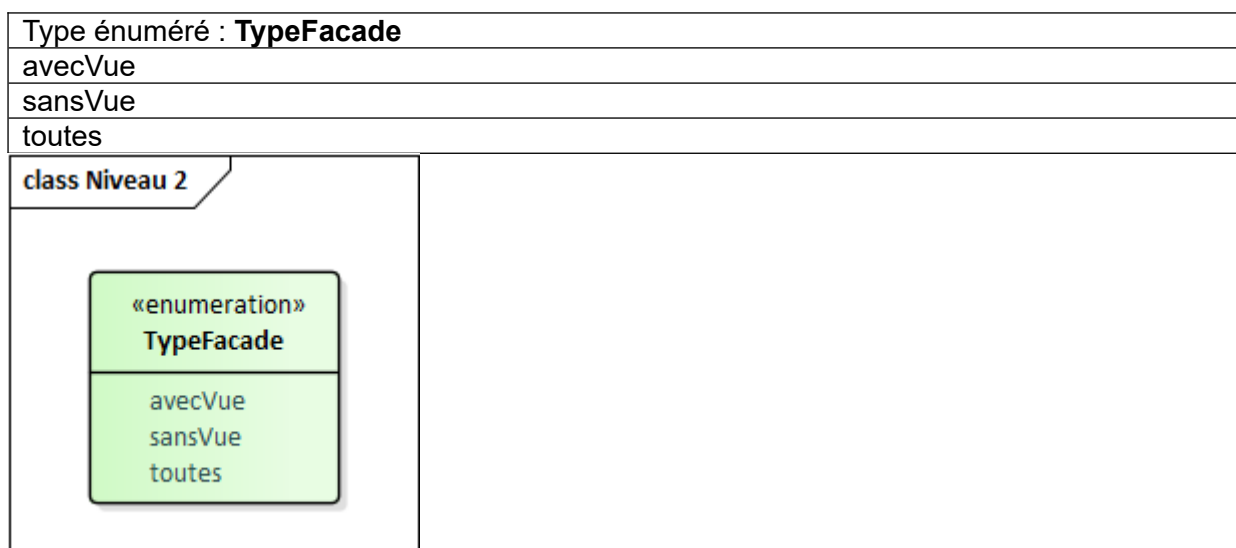 Type énuméré : TypeFacade
avecVue
sansVue
toutes
class Niveau 2
«enumeration»
TypeFacade
avecVue
sansVue
toutes